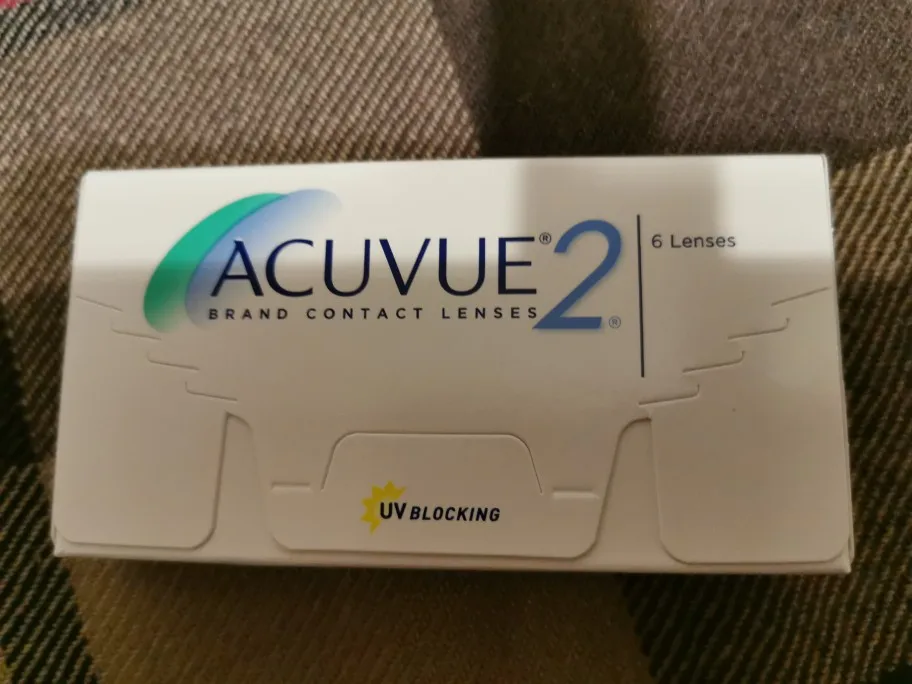 ACUVUE®2®
BRAND CONTACT LENSES
6 Lenses
UV BLOCKING